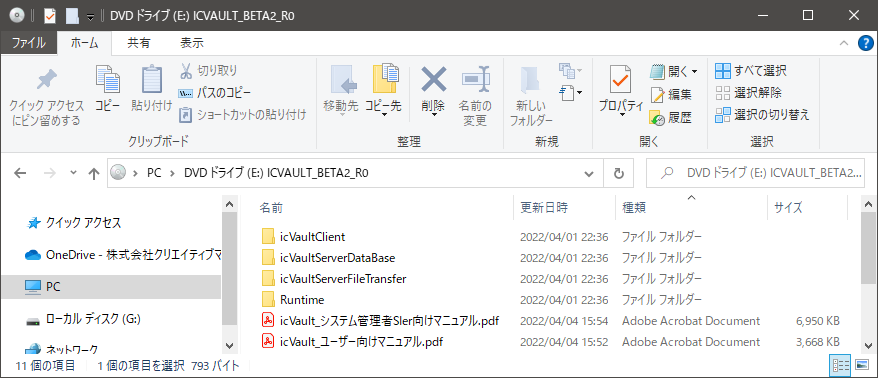 DVD ドライブ (E:) ICVAULT_BETA2_R0
ファイル ホーム 共有 表示
クイック アクセス
にピン留めする
コピー
貼り付け
切り取り
パスのコピー
ショートカットの貼り付け
クリップボード
移動先
コピー先
削除
名前の
変更
整理
新しい
フォルダー
新規
プロパティ
開く
編集
履歴
開く
すべて選択
選択解除
選択の切り替え
選択
PC DVD ドライブ (E:) ICVAULT_BETA2_R0
DVD ドライブ (E:) ICVAULT_BETA2...
クイック アクセス
OneDrive - 株式会社クリエイティブマ
PC
ローカル ディスク (G:)
ネットワーク
名前 更新日時 種類 サイズ
icVaultClient 2022/04/01 22:36 ファイル フォルダー
icVaultServerDataBase 2022/04/01 22:36 ファイル フォルダー
icVaultServerFileTransfer 2022/04/01 22:36 ファイル フォルダー
Runtime 2022/04/01 22:36 ファイル フォルダー
icVault_システム管理者SIer向けマニュアル.pdf 2022/04/04 15:54 Adobe Acrobat Document 6,950 KB
icVault_ユーザー向けマニュアル.pdf 2022/04/04 15:52 Adobe Acrobat Document 3,668 KB
11 個の項目 1 個の項目を選択 793 バイト